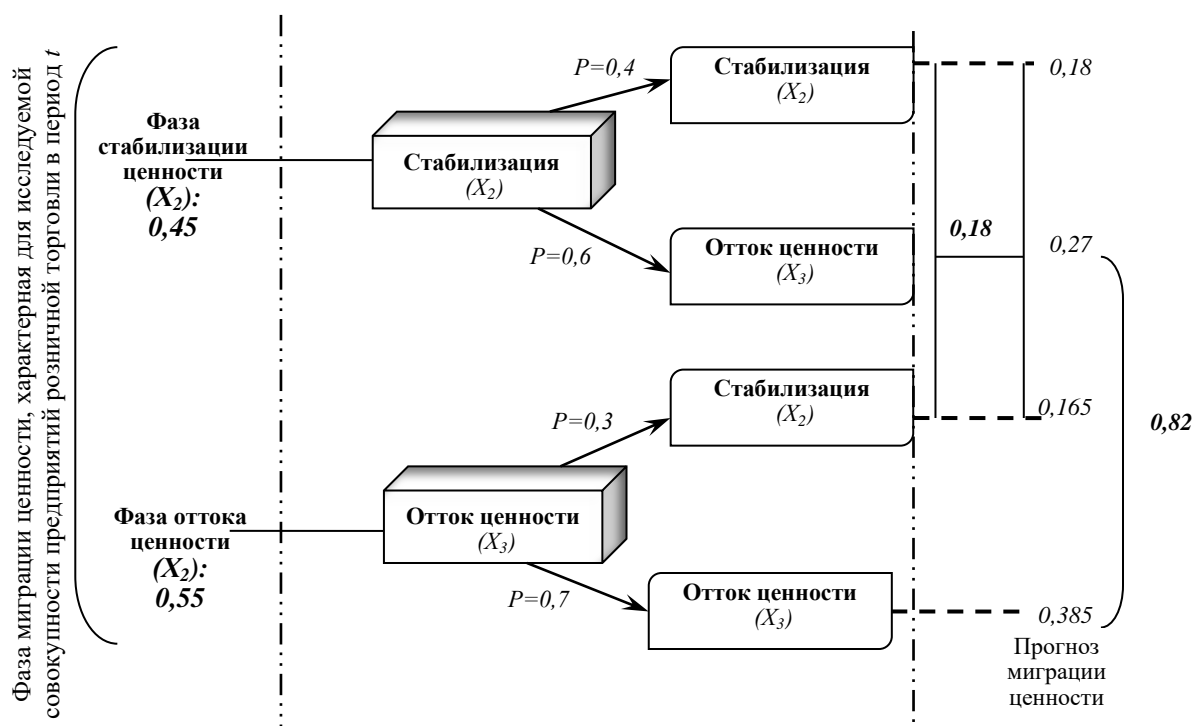 Фаза миграции ценности, характерная для исследуемой
совокупности предприятий розничной торговли в период t
Фаза
стабилизации
ценности
(X2):
0,45
Стабилизация
(X2)
P=0,4
Стабилизация
(X2)
0,18
P=0,6
Отток ценности
(X3)
0,18
0,27
P=0,3
Стабилизация
(X2)
0,165
0,82
Фаза оттока
ценности
(X2):
0,55
Отток ценности
(X3)
P=0,7
Отток ценности
(X3)
0,385
Прогноз
миграции
ценности